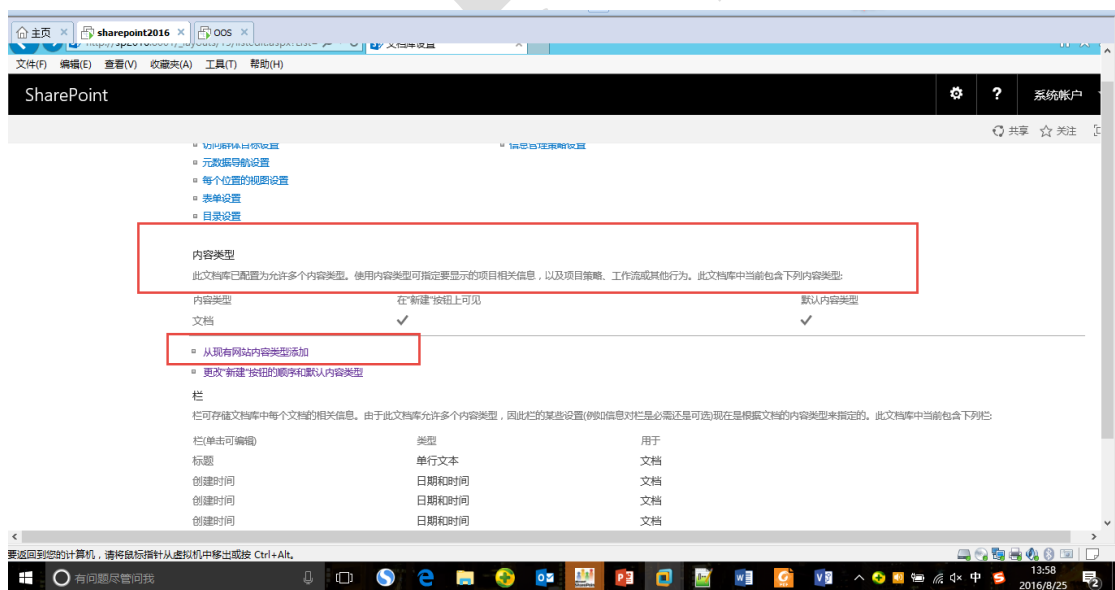 主页 sharepoint2016 OOS
文档库设置
文件(F) 编辑(E) 查看(V) 收藏夹(A) 工具(T) 帮助(H)
SharePoint ? 系统帐户
共享 关注
访问群体目标设置 信息管理策略设置
元数据导航设置
每个位置的视图设置
表单设置
目录设置
内容类型
此文档库已配置为允许多个内容类型。使用内容类型可指定要显示的项目相关信息，以及项目策略、工作流或其他行为。此文档库中当前包含下列内容类型:
内容类型 在"新建"按钮上可见 默认内容类型
文档
从现有网站内容类型添加
更改"新建"按钮的顺序和默认内容类型
栏
栏可存储文档库中每个文档的相关信息。由于此文档库允许多个内容类型，因此栏的某些设置(例如信息对栏是必需还是可选)现在是根据文档的内容类型来指定的。此文档库中当前包含下列栏:
栏(单击可编辑) 类型 用于
标题 单行文本 文档
创建时间 日期和时间 文档
创建时间 日期和时间 文档
创建时间 日期和时间 文档
要返回到您的计算机，请将鼠标指针从虚拟机中移出或按 Ctrl+Alt。
有问题尽管问我 中 13:58
2016/8/25